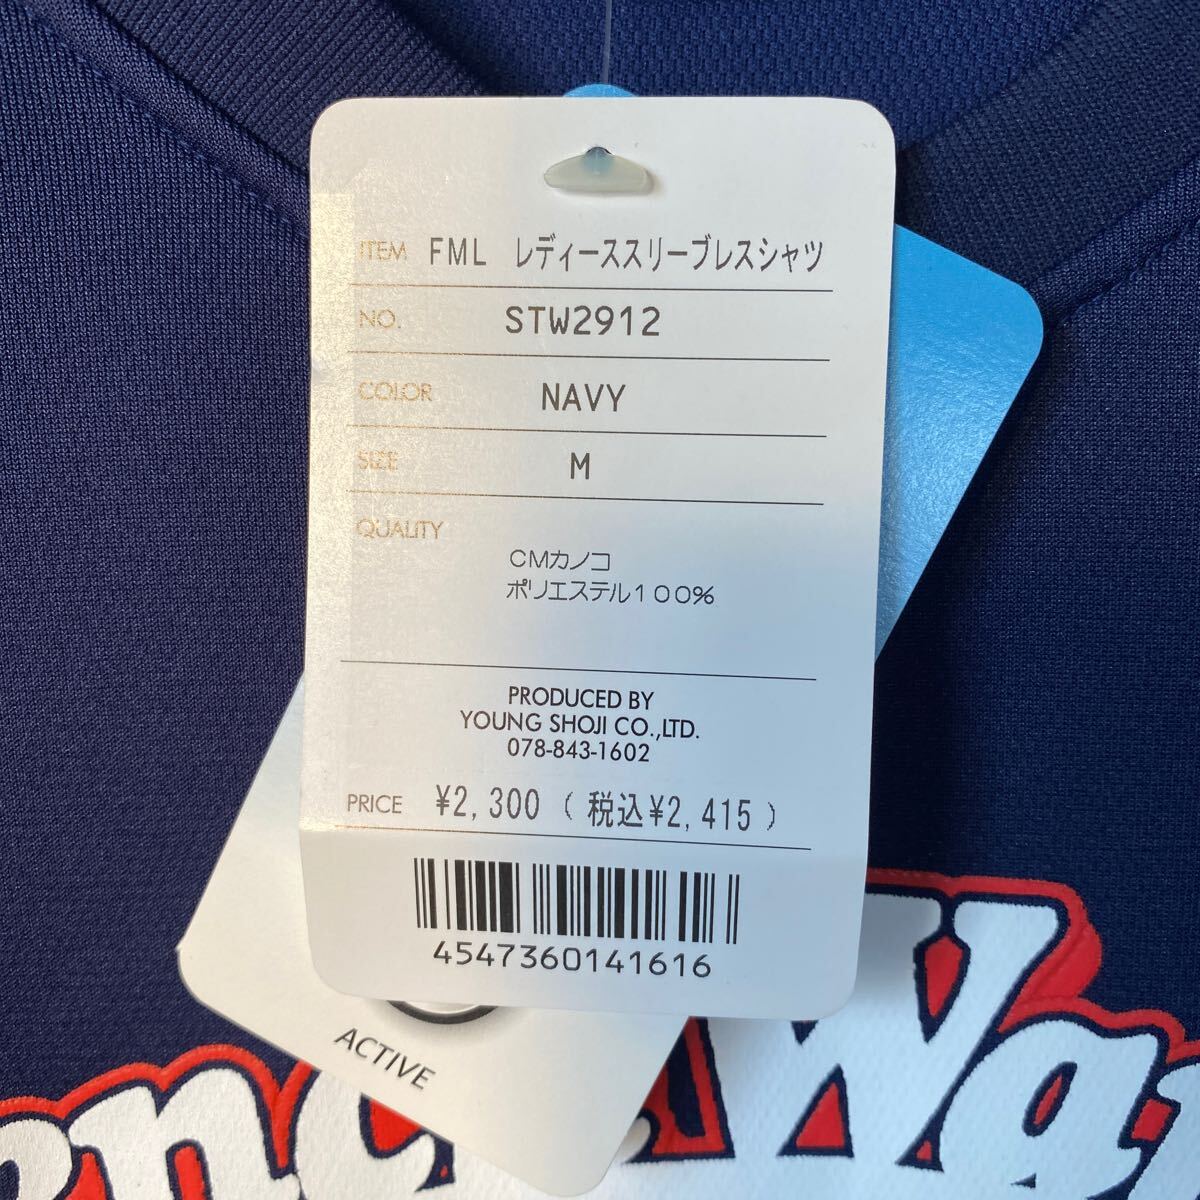 ITEM FML レディーススリーブレスシャツ
NO. STW2912
COLOR NAVY
SIZE M
QUALITY
CMカノコ
ポリエステル100%
PRODUCED BY
YOUNG SHOJI CO.,LTD.
078-843-1602
PRICE ¥2,300 (税込¥2,415)
4547360141616
ACTIVE